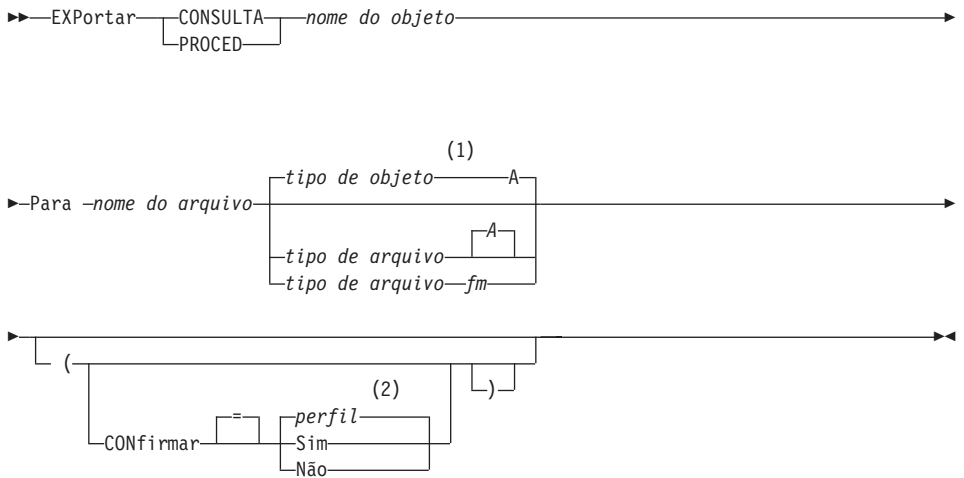 EXPortar CONSULTA nome do objeto
PROCED
(1)
tipo de objeto A
Para nome do arquivo
A
tipo de arquivo
tipo de arquivo fm
(
(2) )
= perfil
CONfirmar Sim
Não